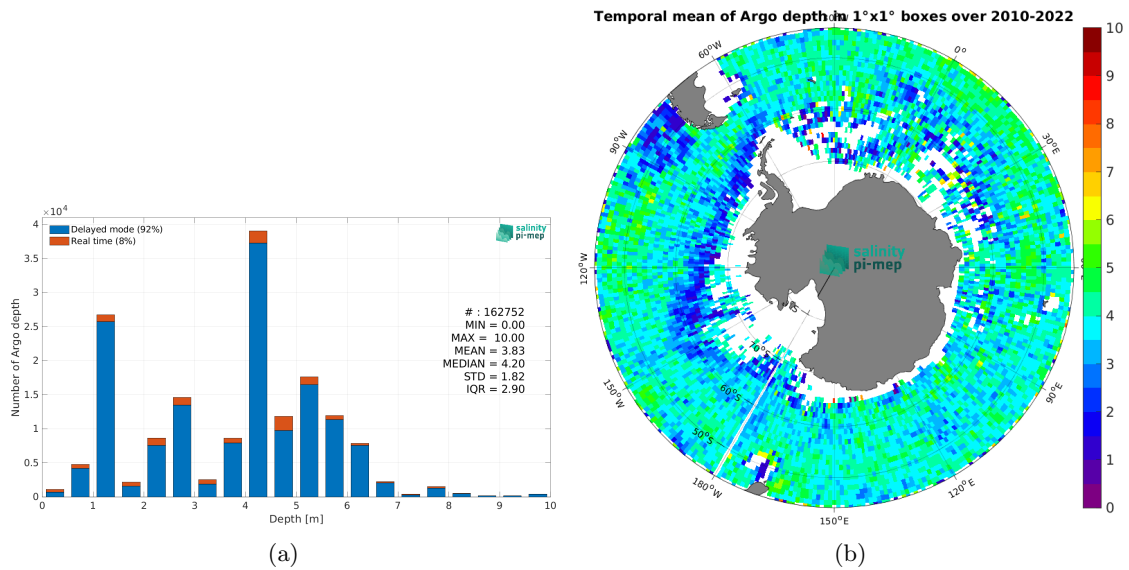 ×10⁴
4
3.5
3
2.5
2
1.5
1
0.5
0
Number of Argo depth
Delayed mode (92%)
Real time (8%)
salinity
pi-mep
# : 162752
MIN = 0.00
MAX = 10.00
MEAN = 3.83
MEDIAN = 4.20
STD = 1.82
IQR = 2.90
0 1 2 3 4 5 6 7 8 9 10
Depth [m]
(a)
Temporal mean of Argo depth in 1°x1° boxes over 2010-2022
60°W
0°
90°W
30°E
120°W
salinity
pi-mep
150°W
70°S
60°S
50°S
90°E
180°W
120°E
150°E
10
9
8
7
6
5
4
3
2
1
0
(b)